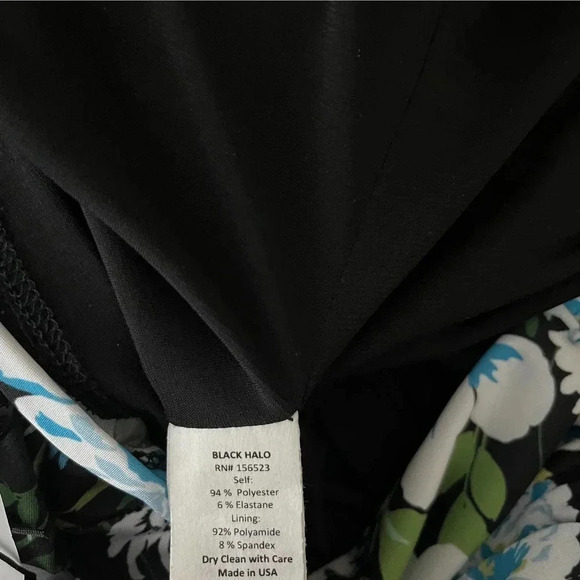 BLACK HALO
RN# 156523
Self:
94 % Polyester
6 % Elastane
Lining:
92% Polyamide
8 % Spandex
Dry Clean with Care
Made in USA